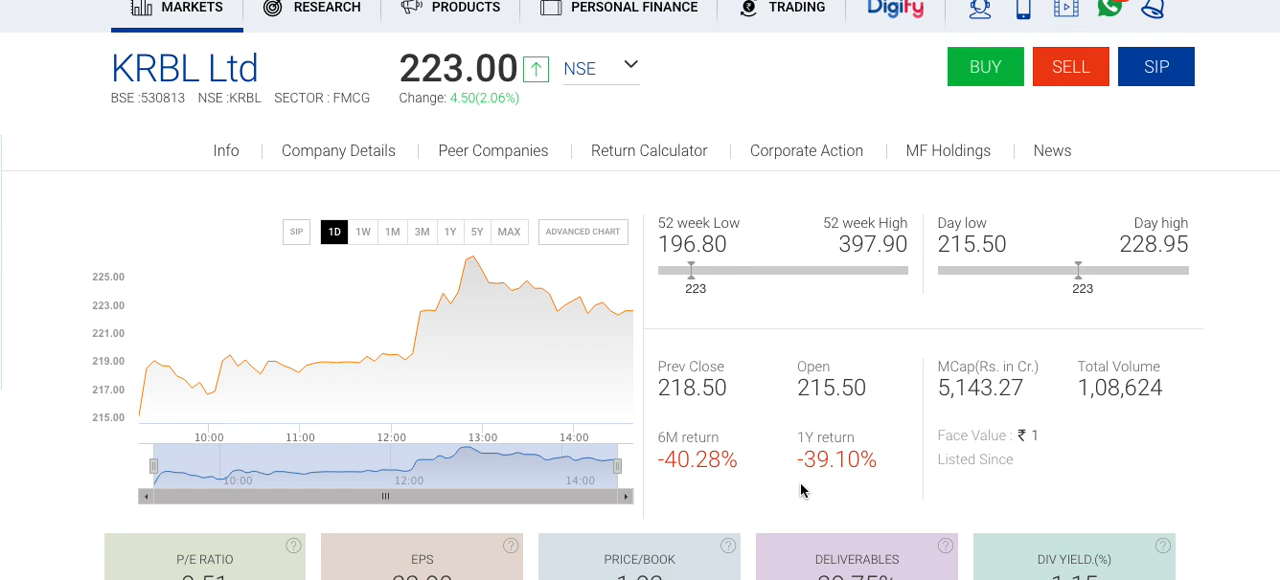 MARKETS RESEARCH PRODUCTS PERSONAL FINANCE TRADING Digify
KRBL Ltd
223.00 NSE
BUY SELL SIP
BSE :530813 NSE :KRBL SECTOR : FMCG
Change: 4.50(2.06%)
Info Company Details Peer Companies Return Calculator Corporate Action MF Holdings News
SIP 1D 1W 1M 3M 1Y 5Y MAX ADVANCED CHART
225.00
223.00
221.00
219.00
217.00
215.00
10:00 11:00 12:00 13:00 14:00
10:00 12:00 14:00
52 week Low 52 week High
196.80 397.90
223
Day low Day high
215.50 228.95
223
Prev Close Open
218.50 215.50
6M return 1Y return
-40.28% -39.10%
MCap(Rs. in Cr.) Total Volume
5,143.27 1,08,624
Face Value : ₹ 1
Listed Since
P/E RATIO EPS PRICE/BOOK DELIVERABLES DIV YIELD.(%)